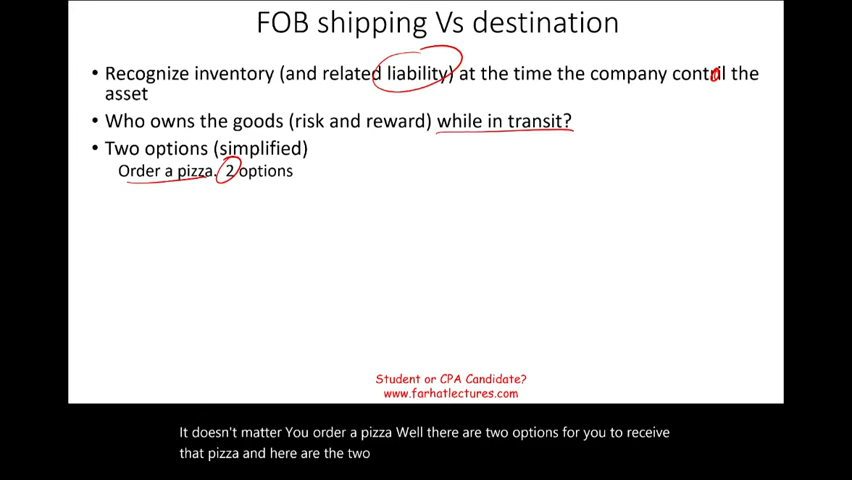 FOB shipping Vs destination
• Recognize inventory (and related liability) at the time the company control the
asset
• Who owns the goods (risk and reward) while in transit?
• Two options (simplified)
Order a pizza. 2 options
Student or CPA Candidate?
www.farhatlectures.com
It doesn't matter You order a pizza Well there are two options for you to receive
that pizza and here are the two